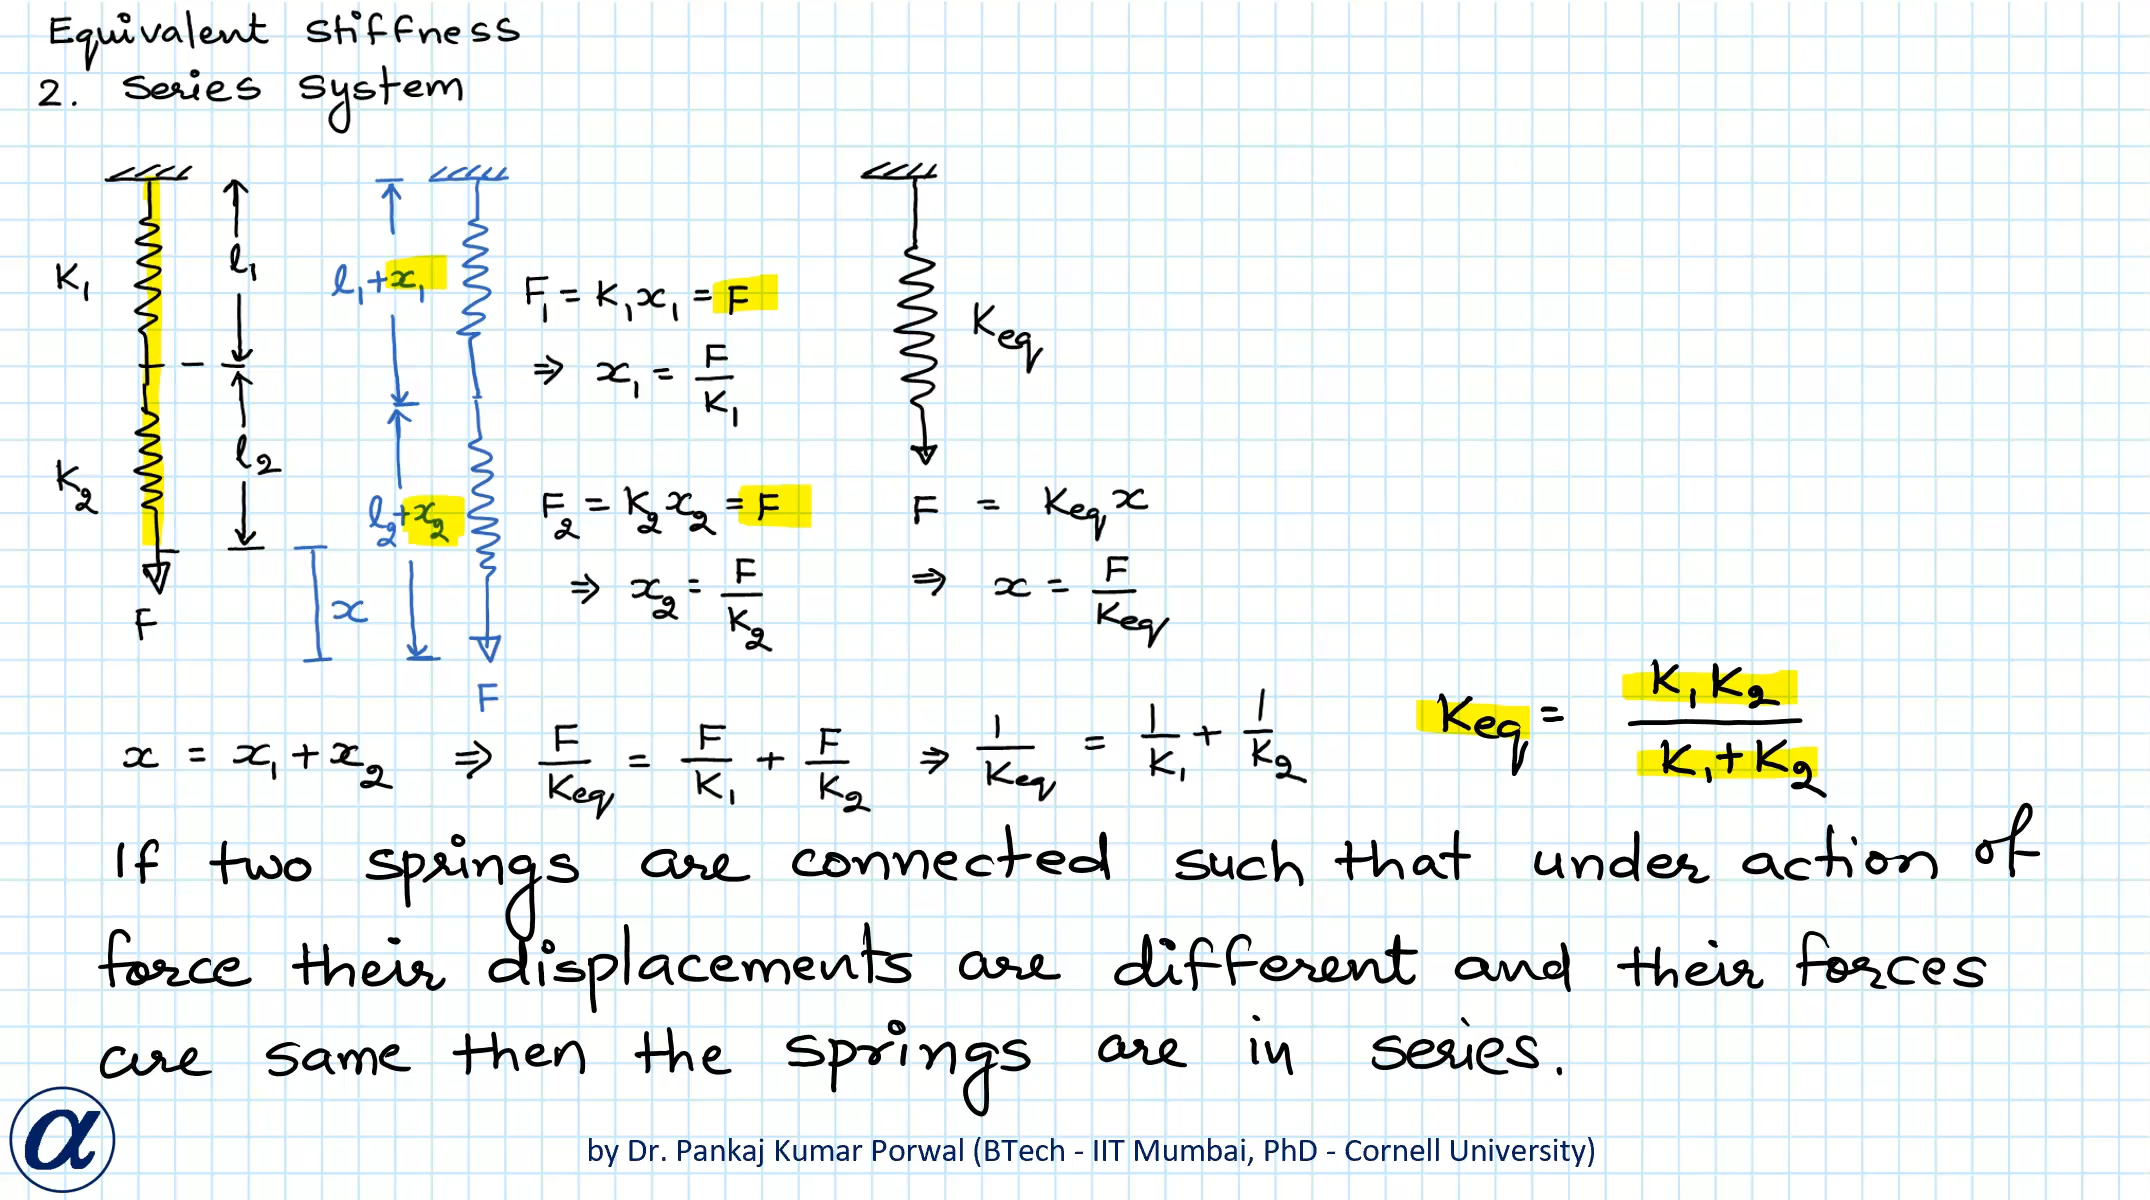 Equivalent stiffness
2. Series system
K₁
l₁
l₁+x₁
F₁ = K₁x₁ = F
⇒ x₁ = F/K₁
Keq
K₂
l₂
l₂+x₂
F₂ = K₂x₂ = F
⇒ x₂ = F/K₂
F = Keq x
⇒ x = F/Keq
F
x
F
x = x₁ + x₂ ⇒ F/Keq = F/K₁ + F/K₂ ⇒ 1/Keq = 1/K₁ + 1/K₂
Keq = K₁K₂/(K₁+K₂)
If two springs are connected such that under action of
force their displacements are different and their forces
are same then the springs are in series.
α
by Dr. Pankaj Kumar Porwal (BTech - IIT Mumbai, PhD - Cornell University)